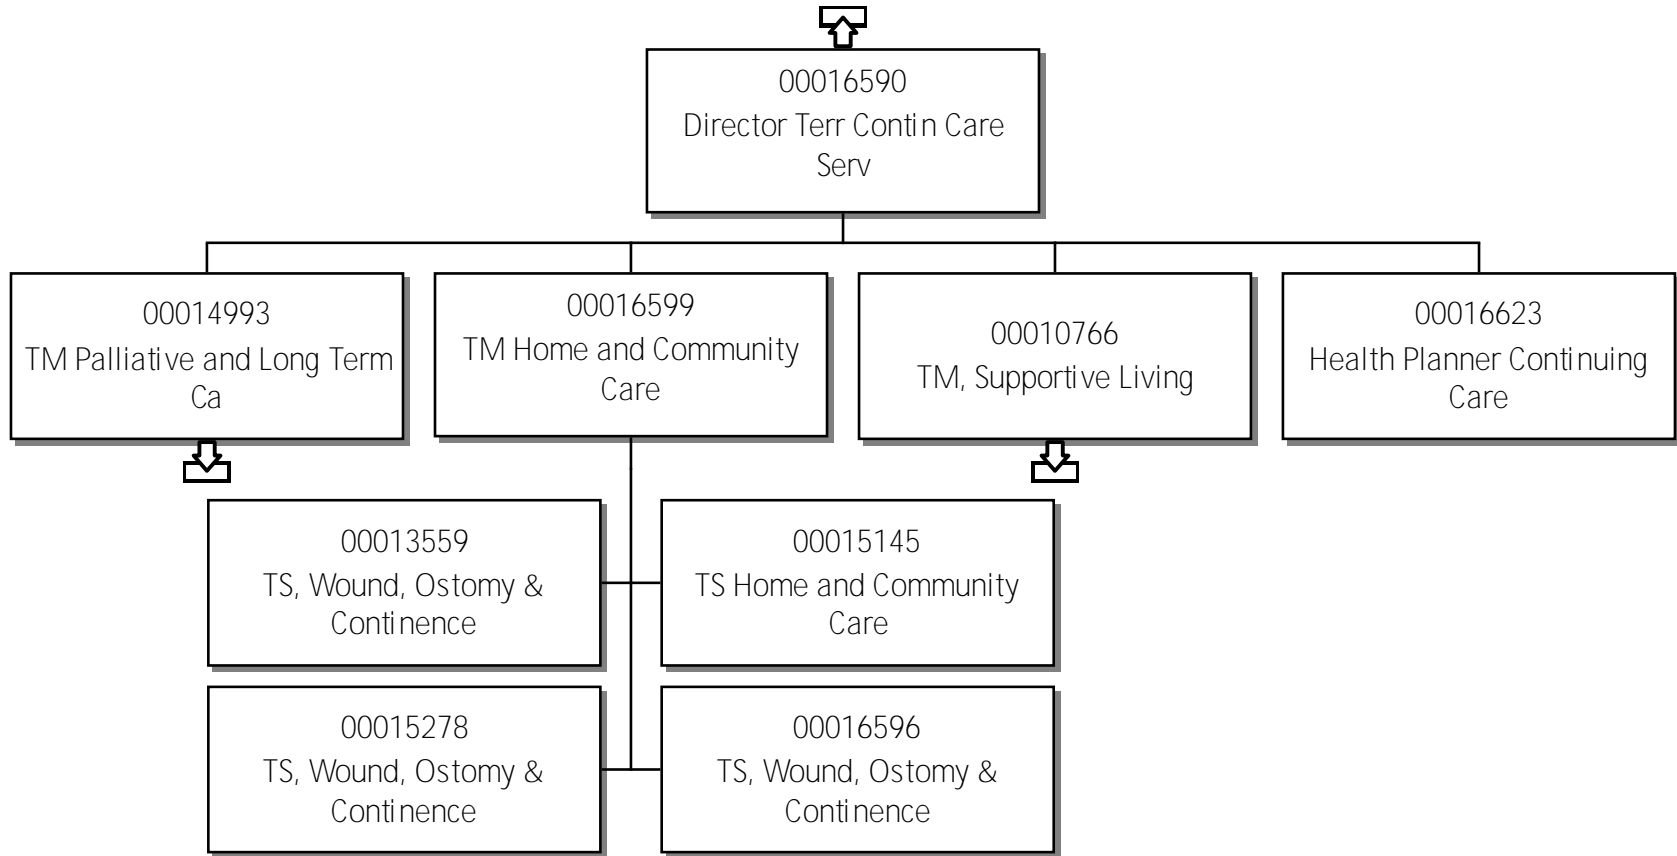 00016590
Director Terr Contin Care
Serv
00014993
TM Palliative and Long Term
Ca
00016599
TM Home and Community
Care
00010766
TM, Supportive Living
00016623
Health Planner Continuing
Care
00013559
TS, Wound, Ostomy &
Continence
00015145
TS Home and Community
Care
00015278
TS, Wound, Ostomy &
Continence
00016596
TS, Wound, Ostomy &
Continence